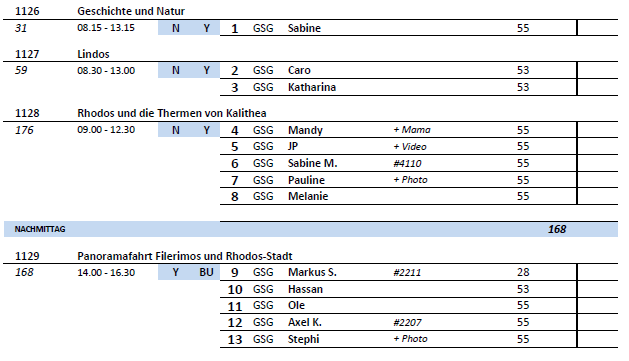 1126 Geschichte und Natur
31 08.15 - 13.15 N Y 1 GSG Sabine 55
1127 Lindos
59 08.30 - 13.00 N Y 2 GSG Caro 53
3 GSG Katharina 53
1128 Rhodos und die Thermen von Kalithea
176 09.00 - 12.30 N Y 4 GSG Mandy + Mama 55
5 GSG JP + Video 55
6 GSG Sabine M. #4110 55
7 GSG Pauline + Photo 55
8 GSG Melanie 55
NACHMITTAG 168
1129 Panoramafahrt Filerimos und Rhodos-Stadt
168 14.00 - 16.30 Y BU 9 GSG Markus S. #2211 28
10 GSG Hassan 53
11 GSG Ole 55
12 GSG Axel K. #2207 55
13 GSG Stephi + Photo 55